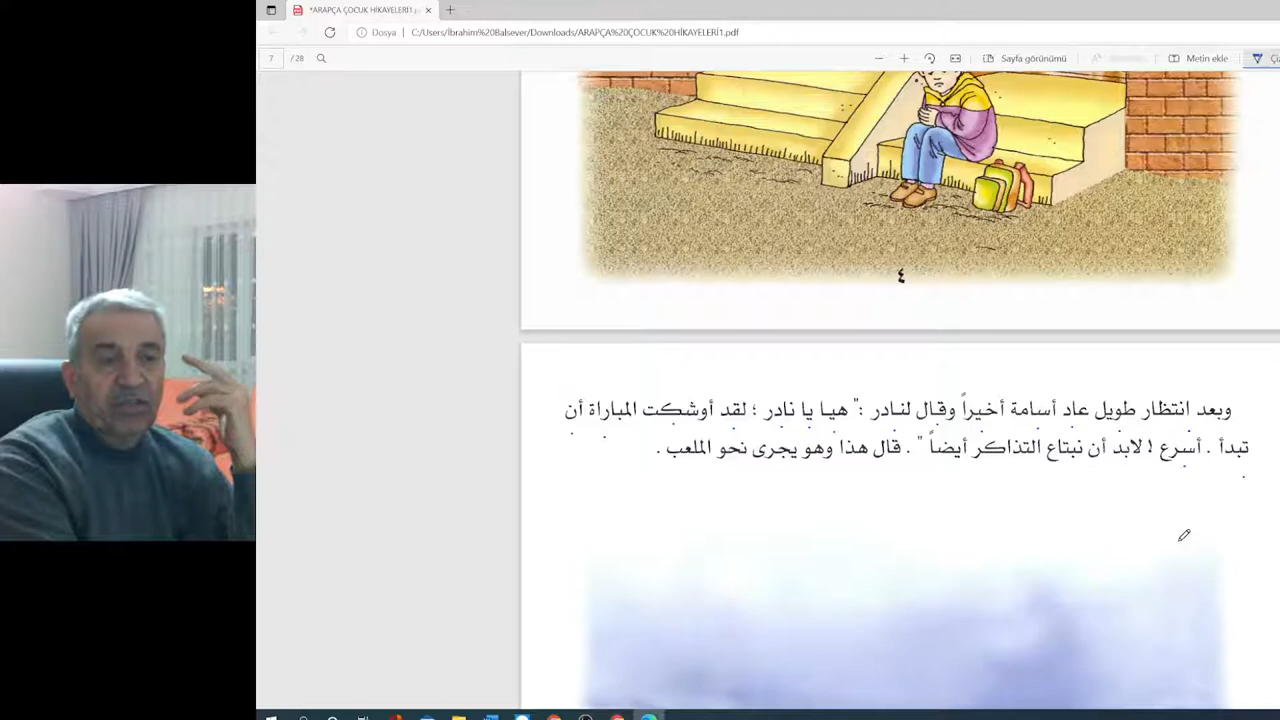 *ARAPÇA ÇOCUK HİKAYELERİ1.p
Dosya
C:/Users/İbrahim%20Balsever/Downloads/ARAPÇA%20ÇOCUK%20HİKAYELERİ1.pdf
7 / 28
Sayfa görünümü
Metin ekle
٤
وبعد انتظار طويل عاد أسامة أخيراً وقال لنادر : " هيا يا نادر ؛ لقد أوشكت المباراة أن
تبدأ . أسرع ! لابد أن نبتاع التذاكر أيضاً " . قال هذا وهو يجرى نحو الملعب .